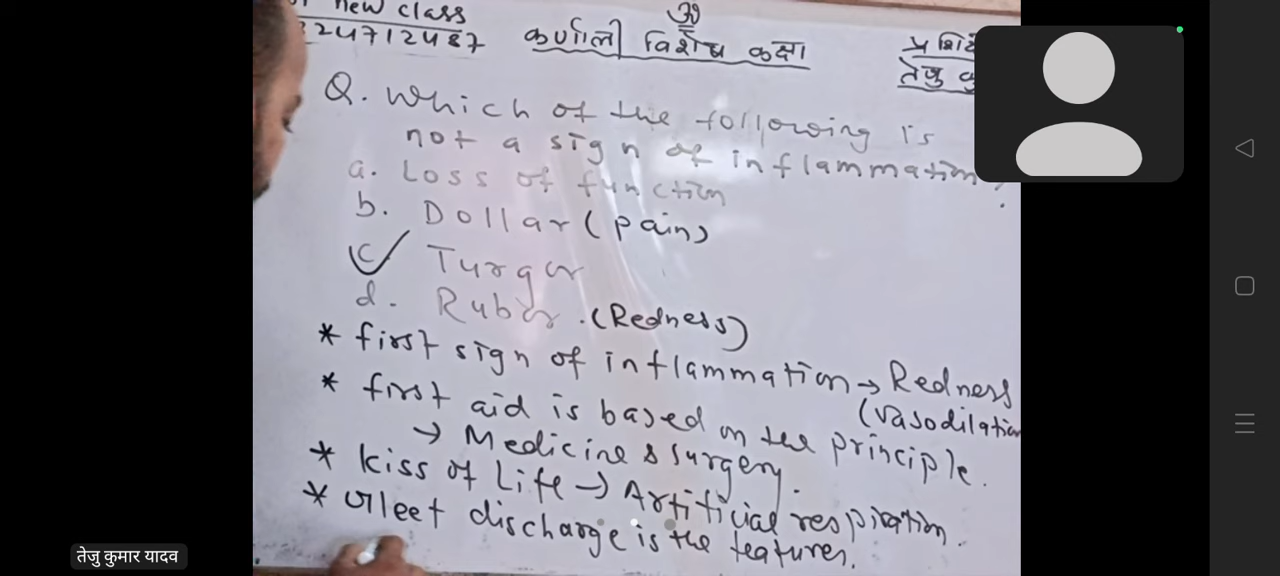 new class
ॐ
224712487 कर्णाली विशेष कक्षा
तेजु
Q. Which of the following is
not a sign of inflammation?
a. Loss of function
b. Dollar (pain)
c Turgor
d. Rubor. (Redness)
* first sign of inflammation → Redness
(vasodilation
* first aid is based on the principle.
→ Medicine & surgery.
* kiss of Life → Artificial respiration.
* Gleet discharge is the features.
तेजु कुमार यादव